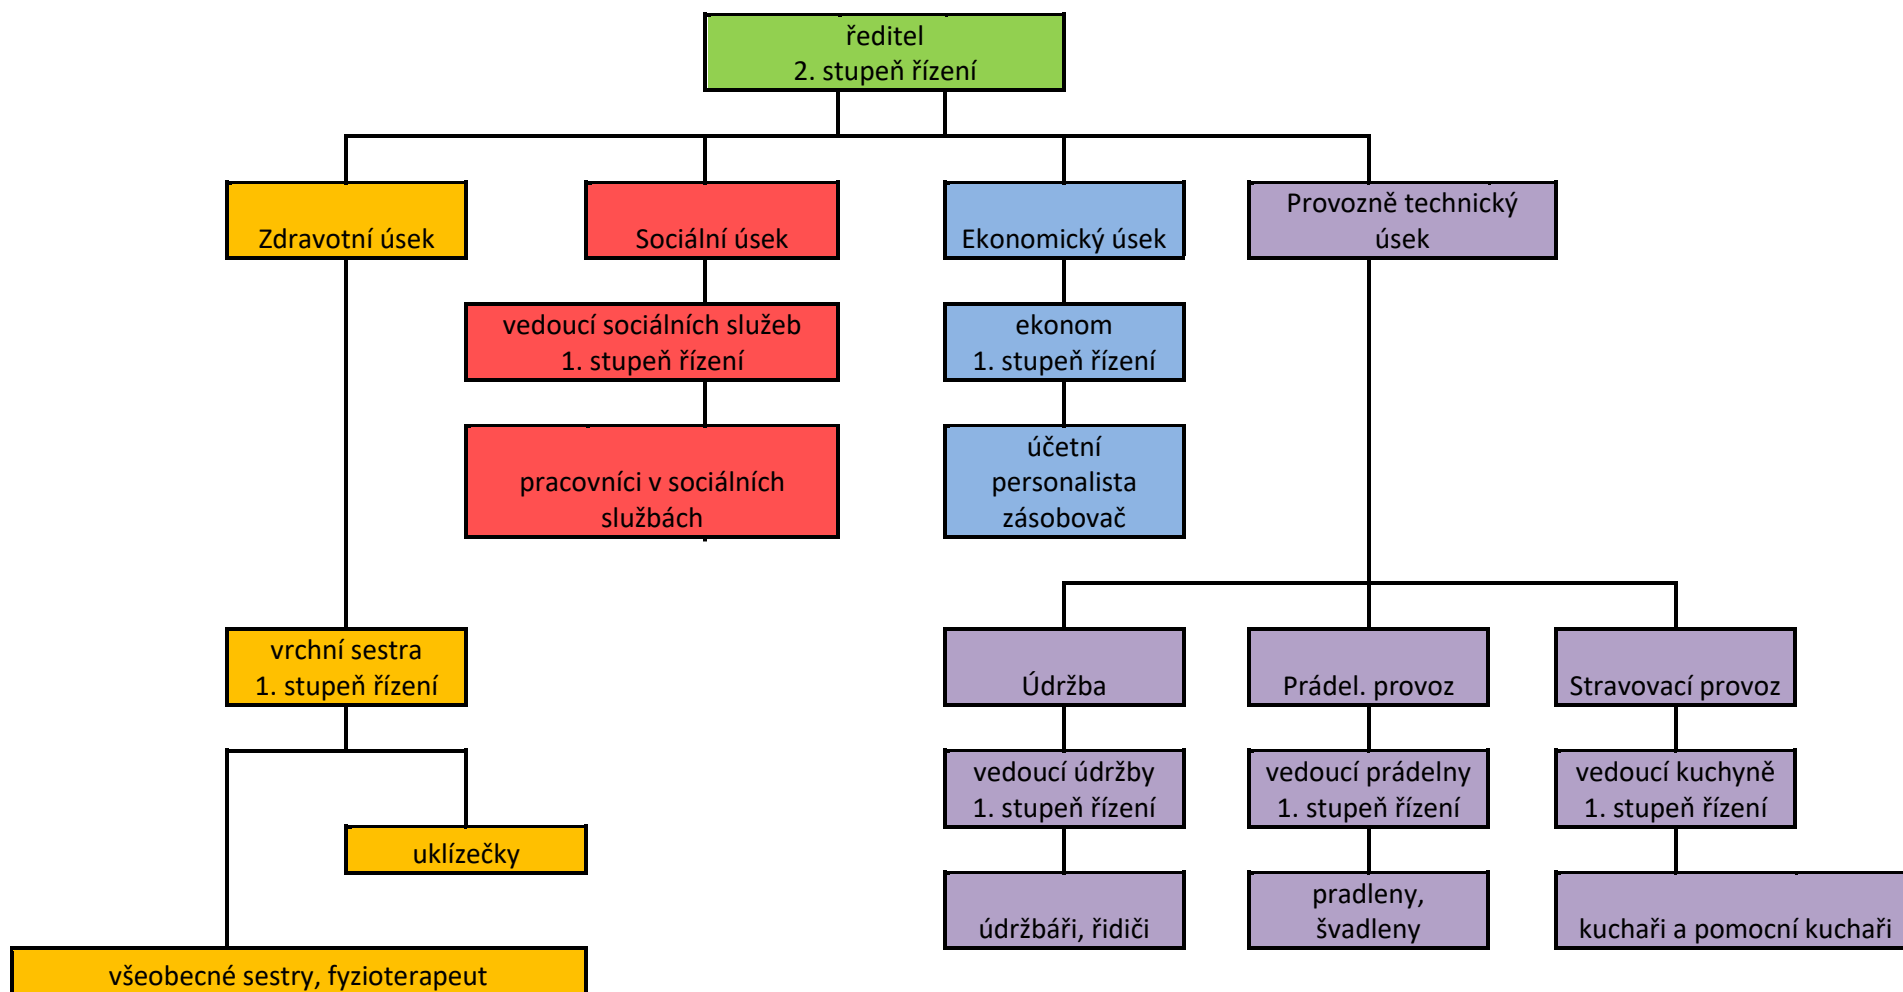 ředitel
2. stupeň řízení
Zdravotní úsek
Sociální úsek
Ekonomický úsek
Provozně technický
úsek
vedoucí sociálních služeb
1. stupeň řízení
ekonom
1. stupeň řízení
pracovníci v sociálních
službách
účetní
personalista
zásobovač
vrchní sestra
1. stupeň řízení
Údržba
Prádel. provoz
Stravovací provoz
vedoucí údržby
1. stupeň řízení
vedoucí prádelny
1. stupeň řízení
vedoucí kuchyně
1. stupeň řízení
uklízečky
údržbáři, řidiči
pradleny,
švadleny
kuchaři a pomocní kuchaři
všeobecné sestry, fyzioterapeut